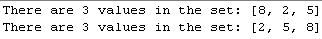 There are 3 values in the set: [8, 2, 5]
There are 3 values in the set: [2, 5, 8]